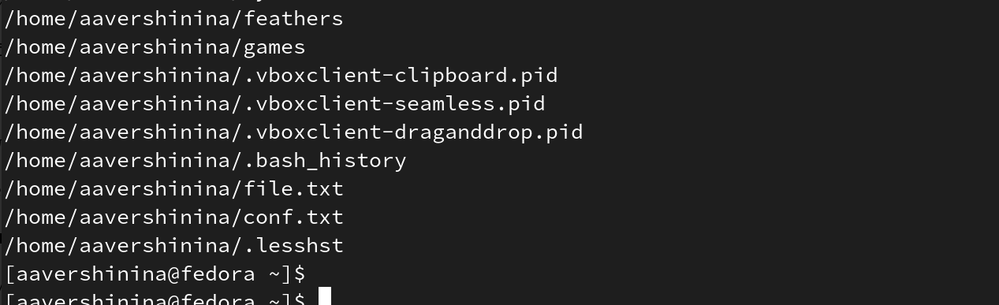 /home/aavershinina/feathers
/home/aavershinina/games
/home/aavershinina/.vboxclient-clipboard.pid
/home/aavershinina/.vboxclient-seamless.pid
/home/aavershinina/.vboxclient-draganddrop.pid
/home/aavershinina/.bash_history
/home/aavershinina/file.txt
/home/aavershinina/conf.txt
/home/aavershinina/.lesshst
[aavershinina@fedora ~]$
[aavershinina@fedora ~]$